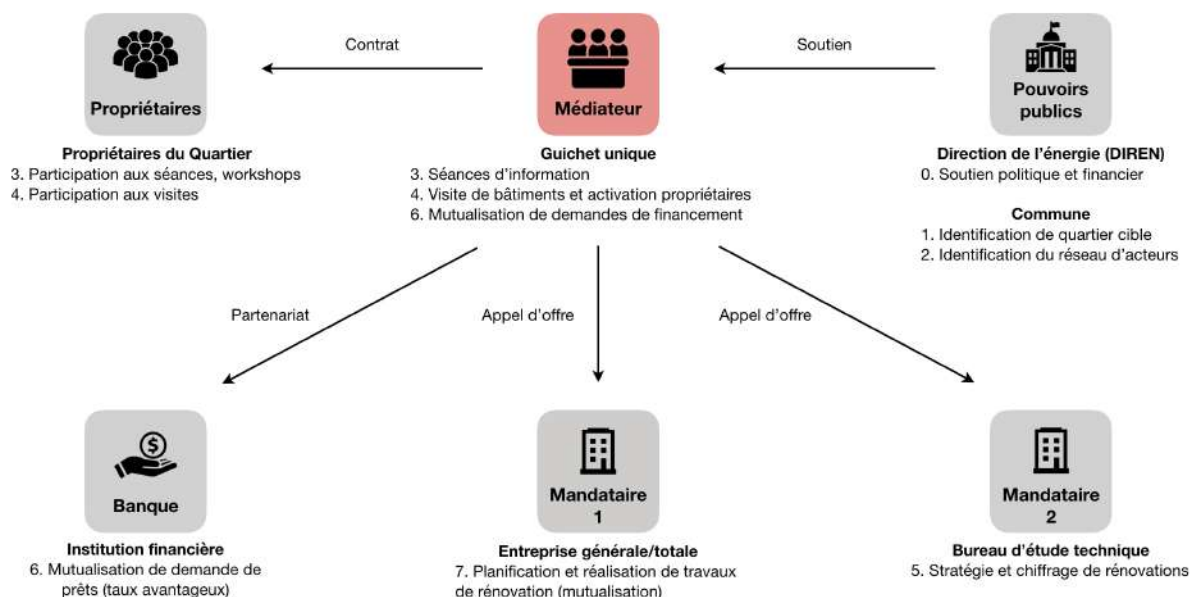 Contrat
Soutien
Propriétaires
Médiateur
Pouvoirs
publics
Propriétaires du Quartier
3. Participation aux séances, workshops
4. Participation aux visites
Guichet unique
3. Séances d'information
4. Visite de bâtiments et activation propriétaires
6. Mutualisation de demandes de financement
Direction de l'énergie (DIREN)
0. Soutien politique et financier
Commune
1. Identification de quartier cible
2. Identification du réseau d'acteurs
Partenariat
Appel d'offre
Appel d'offre
$
Banque
Mandataire
1
Mandataire
2
Institution financière
6. Mutualisation de demande de
prêts (taux avantageux)
Entreprise générale/totale
7. Planification et réalisation de travaux
de rénovation (mutualisation)
Bureau d'étude technique
5. Stratégie et chiffrage de rénovations